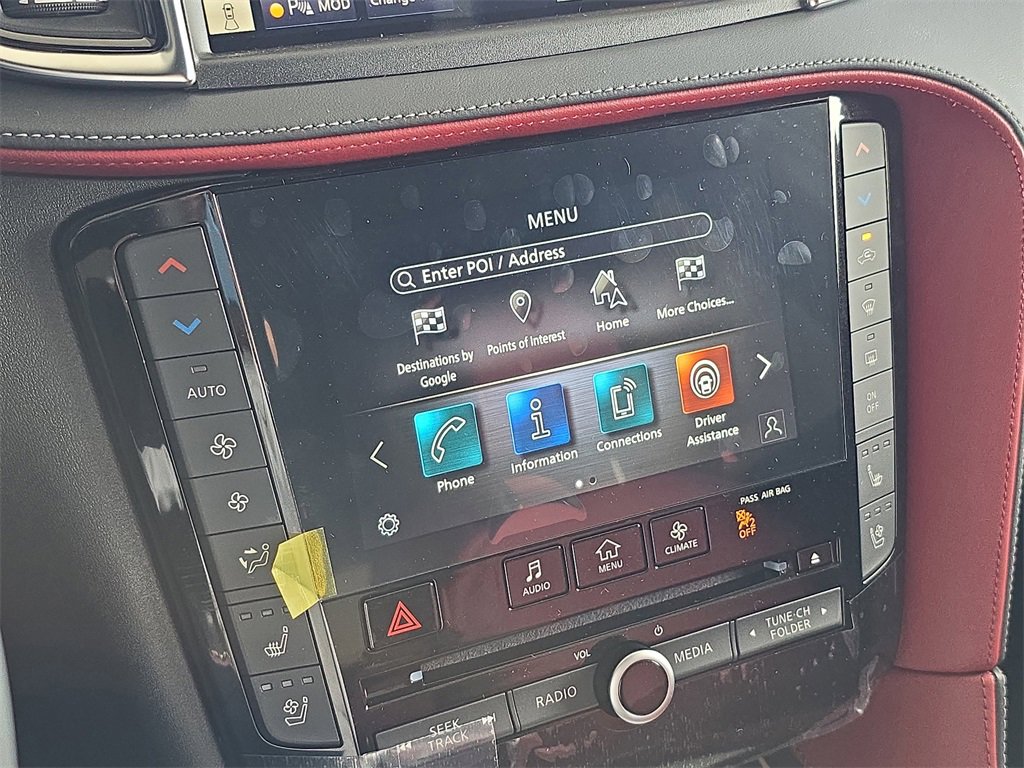 MOD
MENU
Enter POI / Address
Destinations by
Google
Points of Interest
Home
More Choices...
Phone
Information
Connections
Driver
Assistance
AUTO
ON
OFF
PASS AIR BAG
2
OFF
AUDIO
MENU
CLIMATE
VOL
RADIO
MEDIA
TUNE·CH
FOLDER
SEEK
TRACK